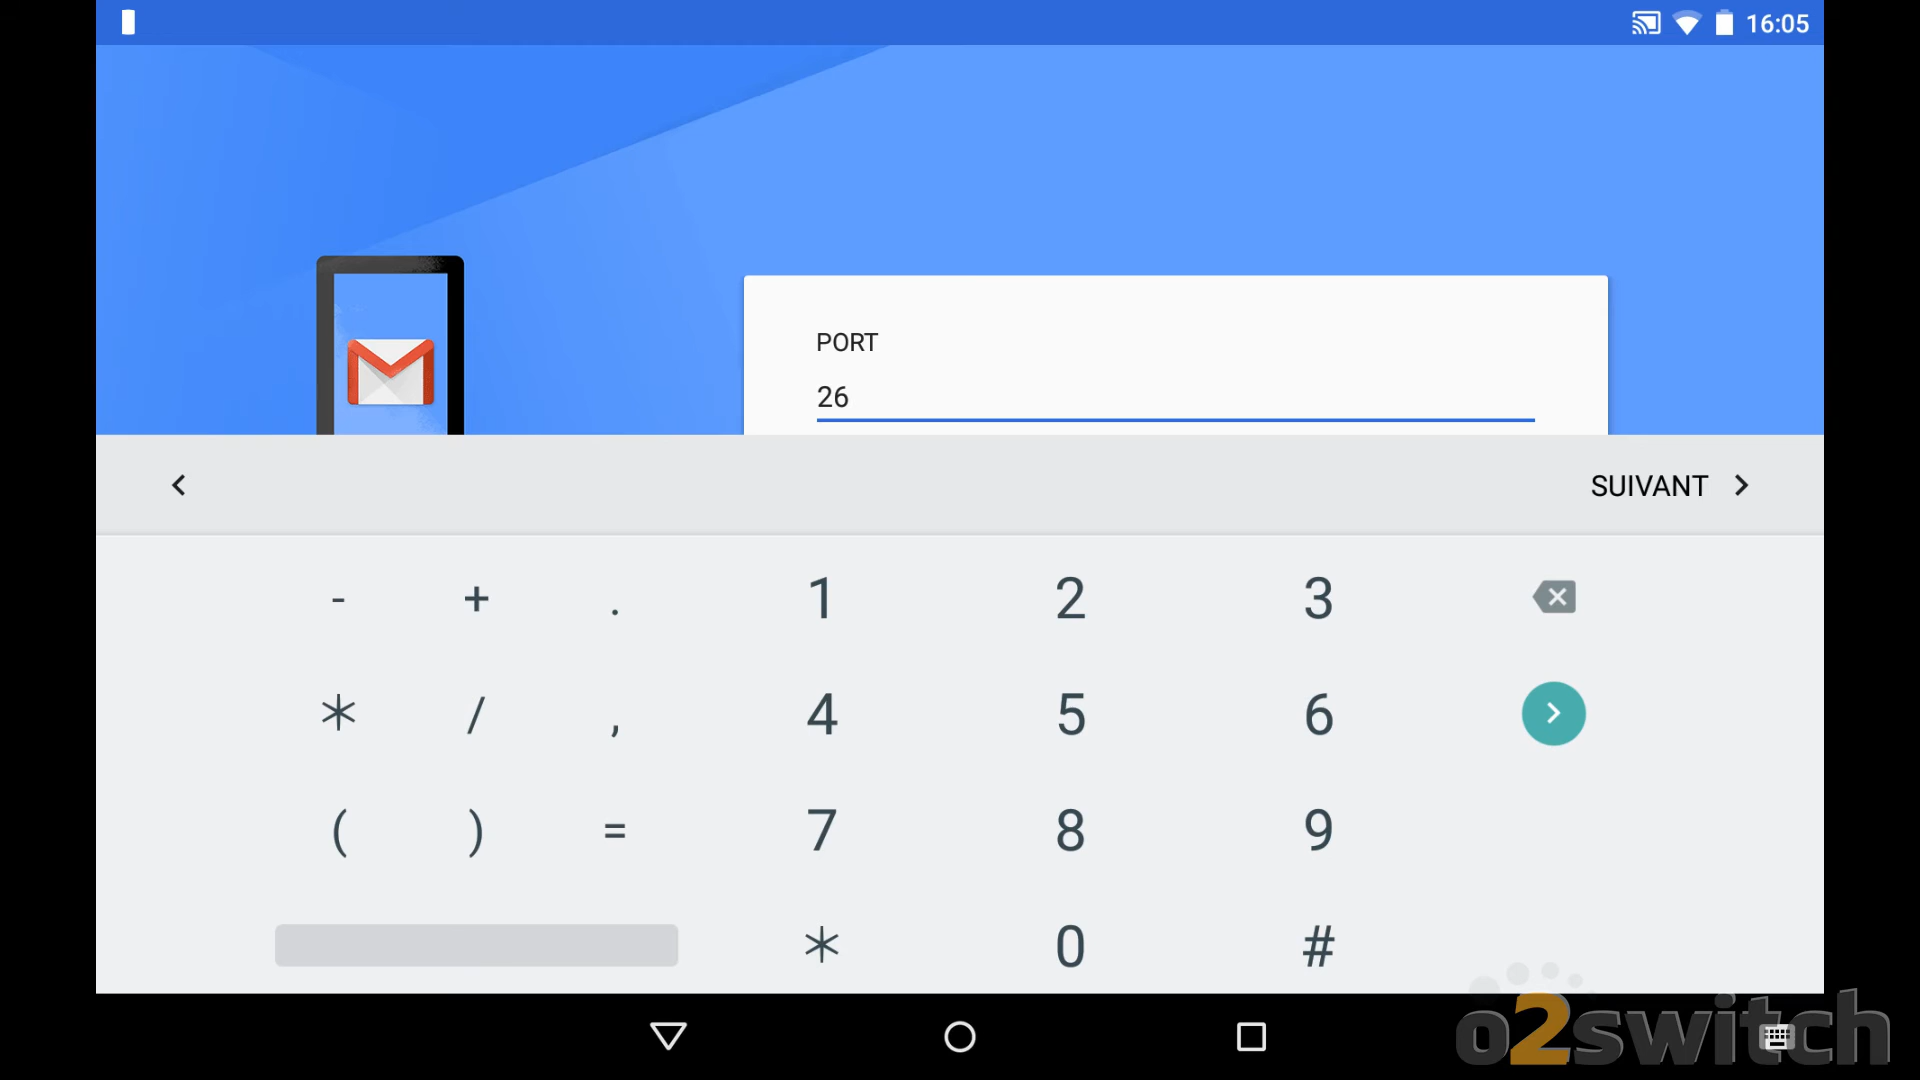 16:05
PORT
26
SUIVANT
- + . 1 2 3
* / , 4 5 6
( ) = 7 8 9
* 0 #
o2switch